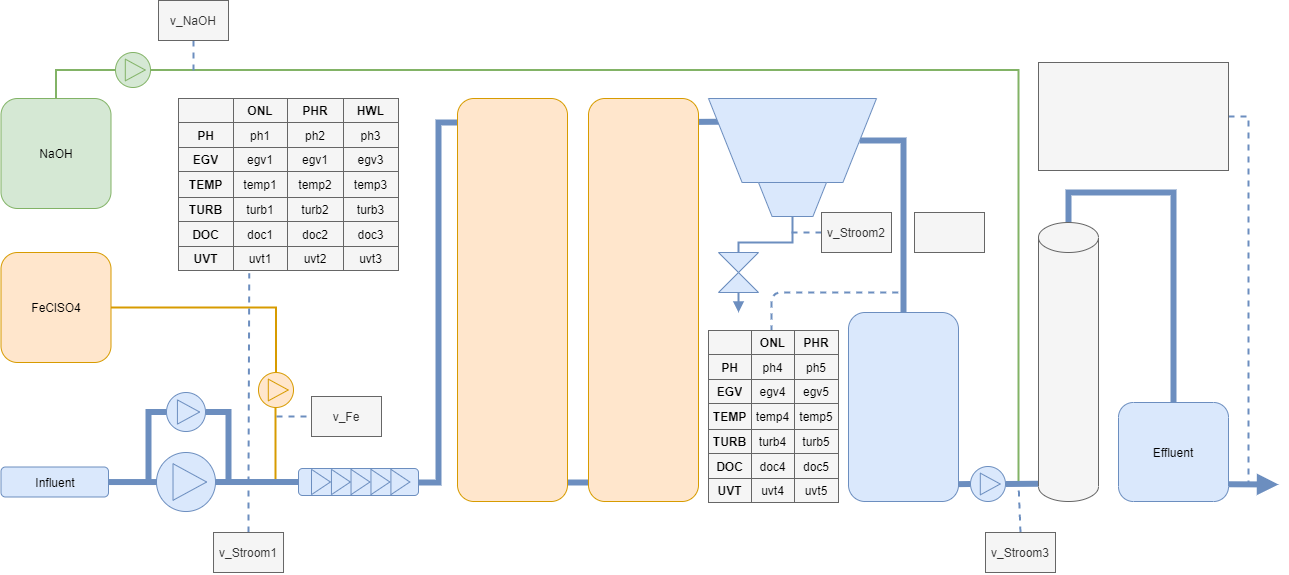 v_NaOH
NaOH
ONL PHR HWL
PH ph1 ph2 ph3
EGV egv1 egv1 egv3
TEMP temp1 temp2 temp3
TURB turb1 turb2 turb3
DOC doc1 doc2 doc3
UVT uvt1 uvt2 uvt3
v_Stroom2
FeClSO4
v_Fe
ONL PHR
PH ph4 ph5
EGV egv4 egv5
TEMP temp4 temp5
TURB turb4 turb5
DOC doc4 doc5
UVT uvt4 uvt5
Influent
Effluent
v_Stroom1
v_Stroom3